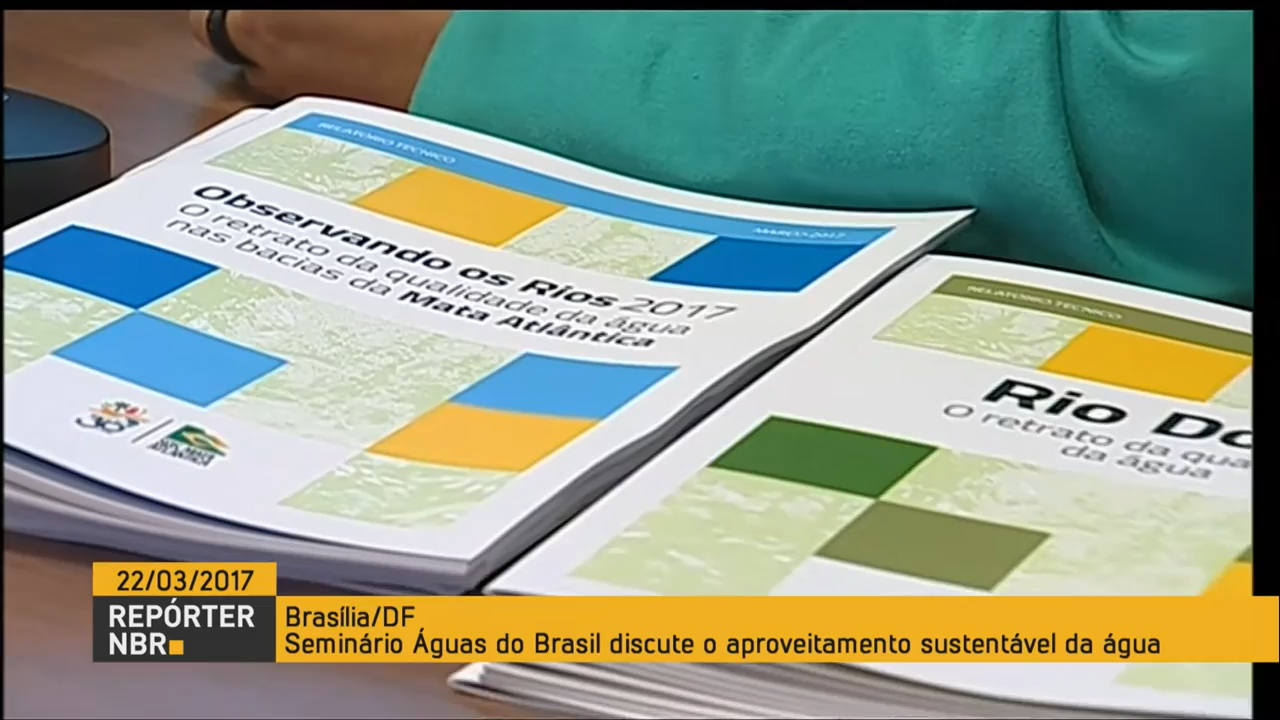 RELATÓRIO TÉCNICO
MARÇO 2017
Observando os Rios 2017
O retrato da qualidade da água
nas bacias da Mata Atlântica
30
RELATÓRIO TÉCNICO
Rio Do
O retrato da qua
da água
22/03/2017
REPÓRTER
NBR
Brasília/DF
Seminário Águas do Brasil discute o aproveitamento sustentável da água